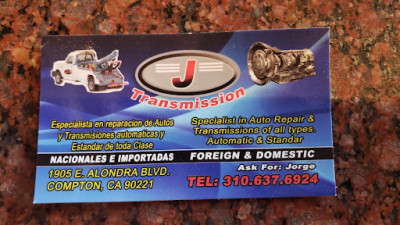 J
Transmission
Especialista en reparacion de Autos
y Transmisiones automaticas y
Estandar de toda Clase
NACIONALES E IMPORTADAS
1905 E. ALONDRA BLVD.
COMPTON, CA 90221
Specialist in Auto Repair &
Transmissions of all types,
Automatic & Standar
FOREIGN & DOMESTIC
Ask For: Jorge
TEL: 310.637.6924